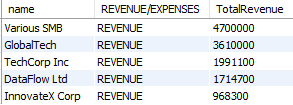 name REVENUE/EXPENSES TotalRevenue
Various SMB REVENUE 4700000
GlobalTech REVENUE 3610000
TechCorp Inc REVENUE 1991100
DataFlow Ltd REVENUE 1714700
InnovateX Corp REVENUE 968300